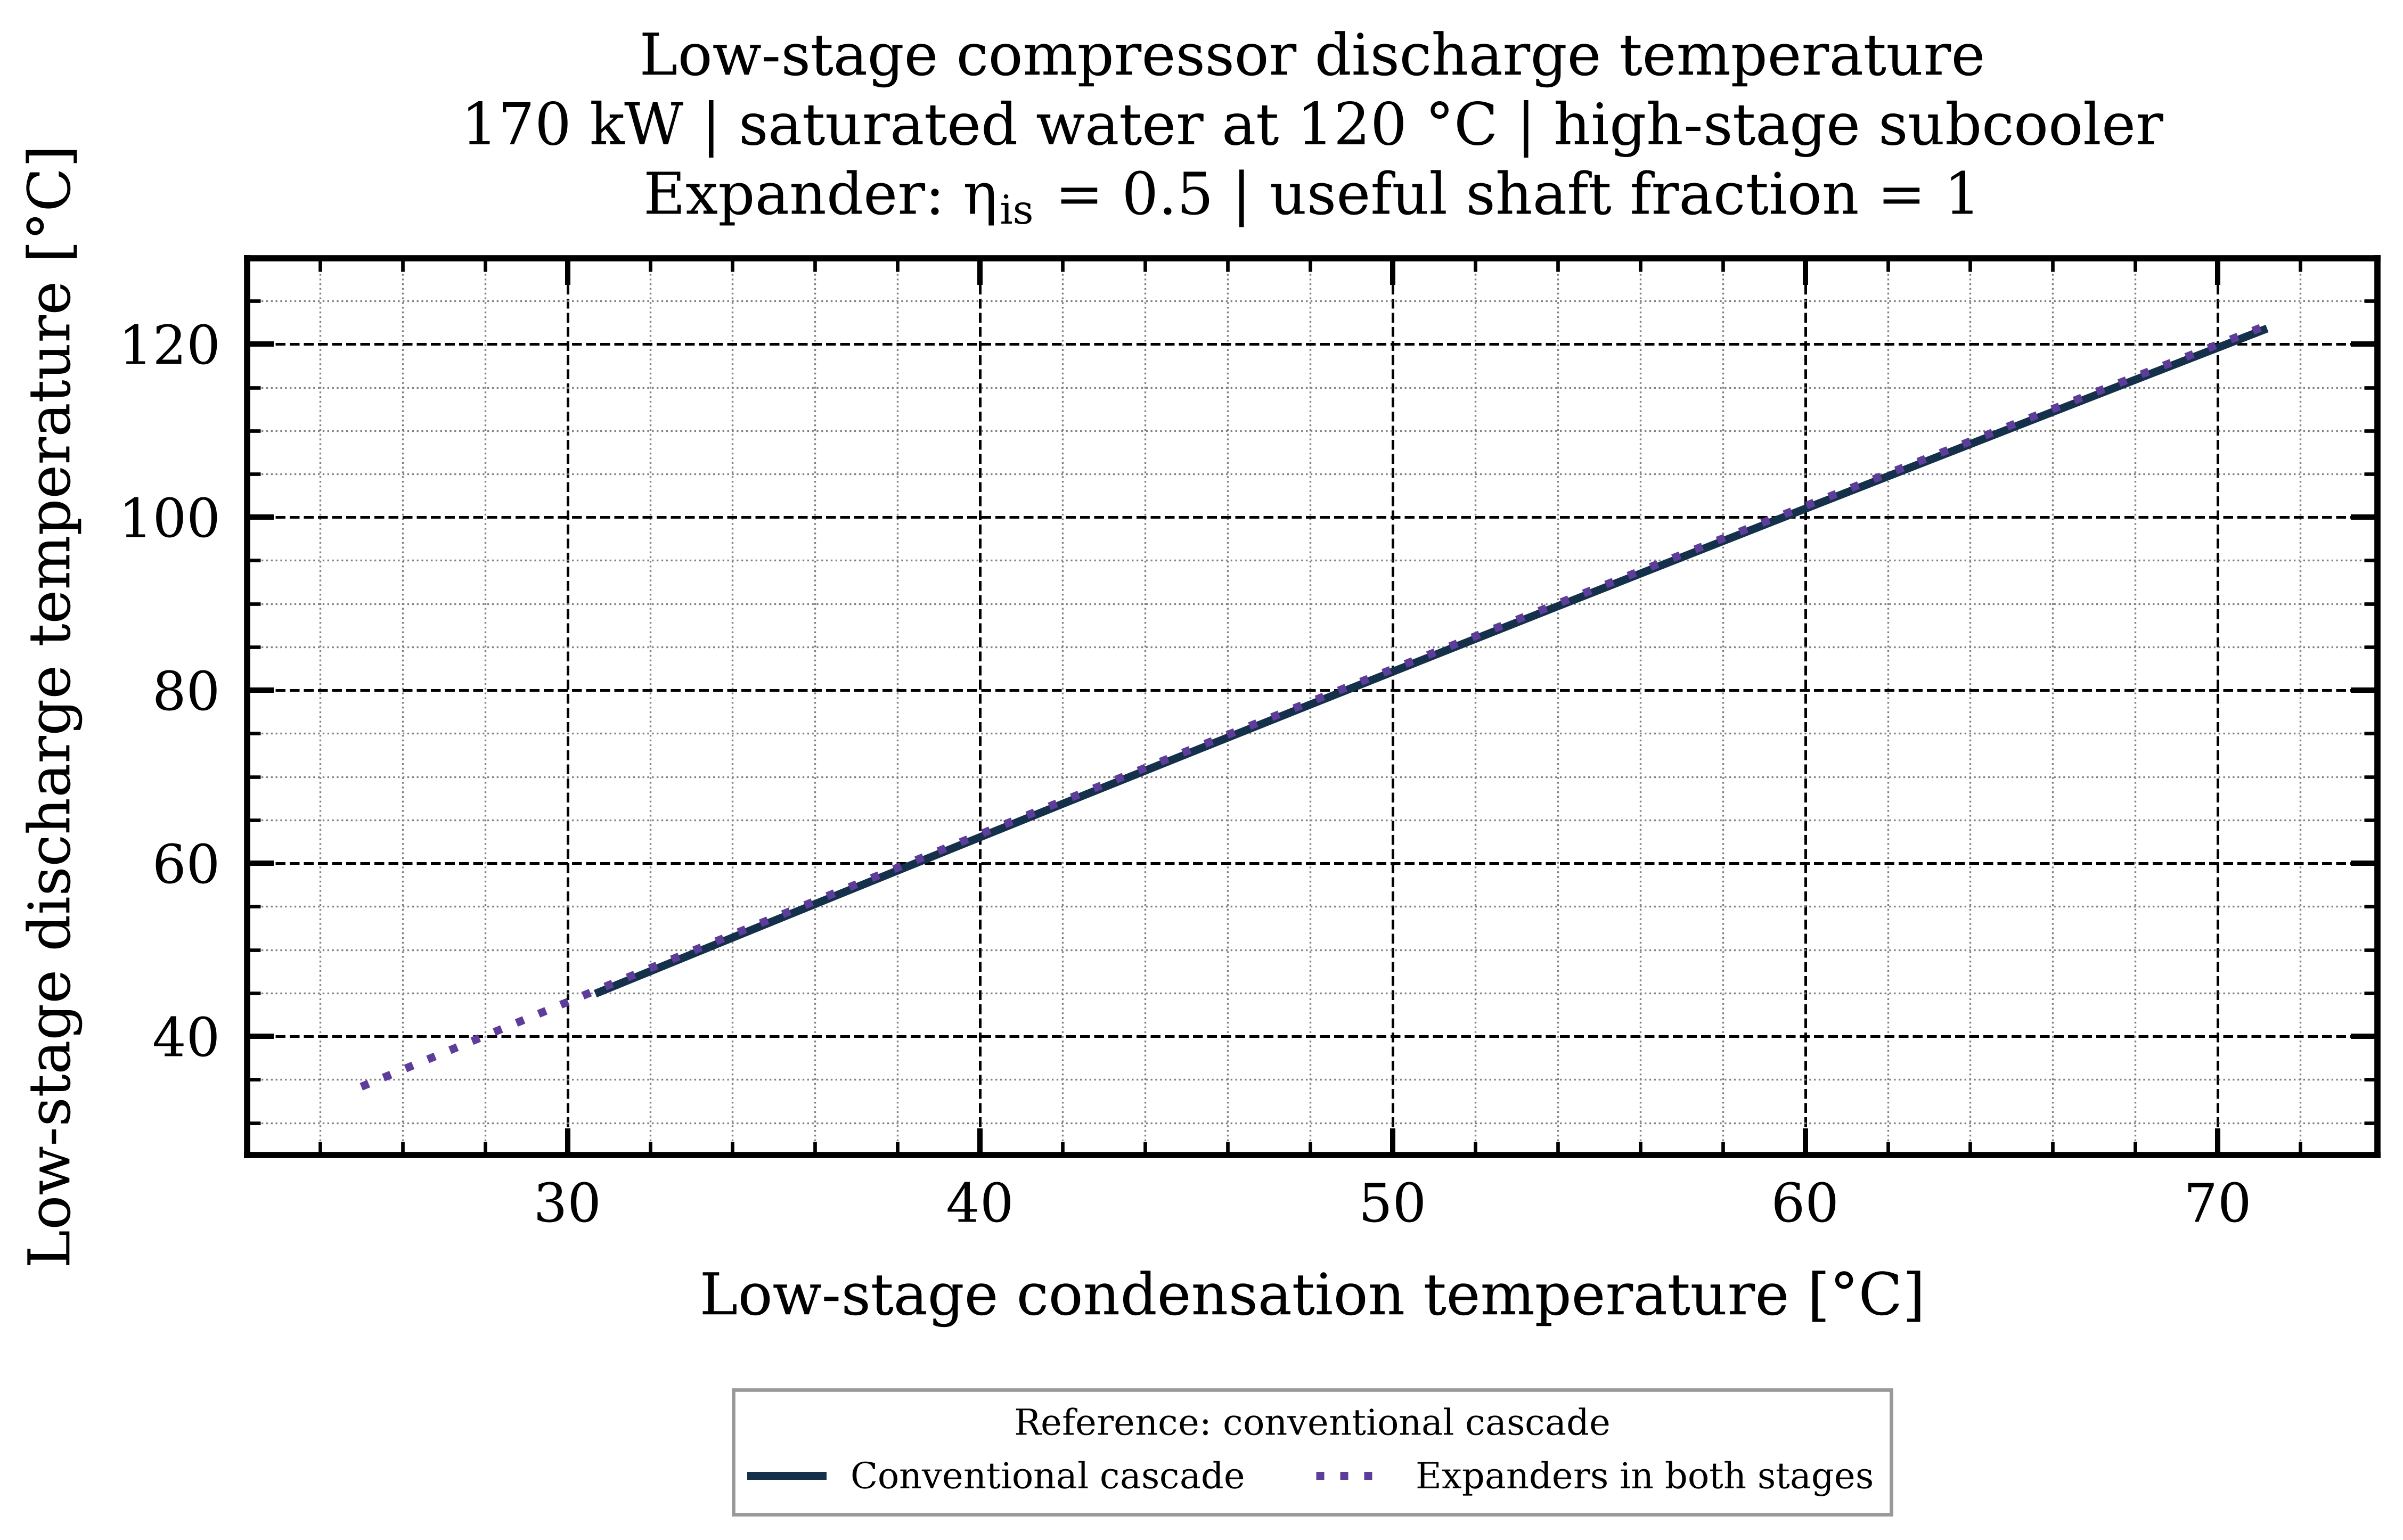 Low-stage compressor discharge temperature
170 kW | saturated water at 120 °C | high-stage subcooler
Expander: ηis = 0.5 | useful shaft fraction = 1
Low-stage discharge temperature [°C]
120
100
80
60
40
30 40 50 60 70
Low-stage condensation temperature [°C]
Reference: conventional cascade
Conventional cascade Expanders in both stages